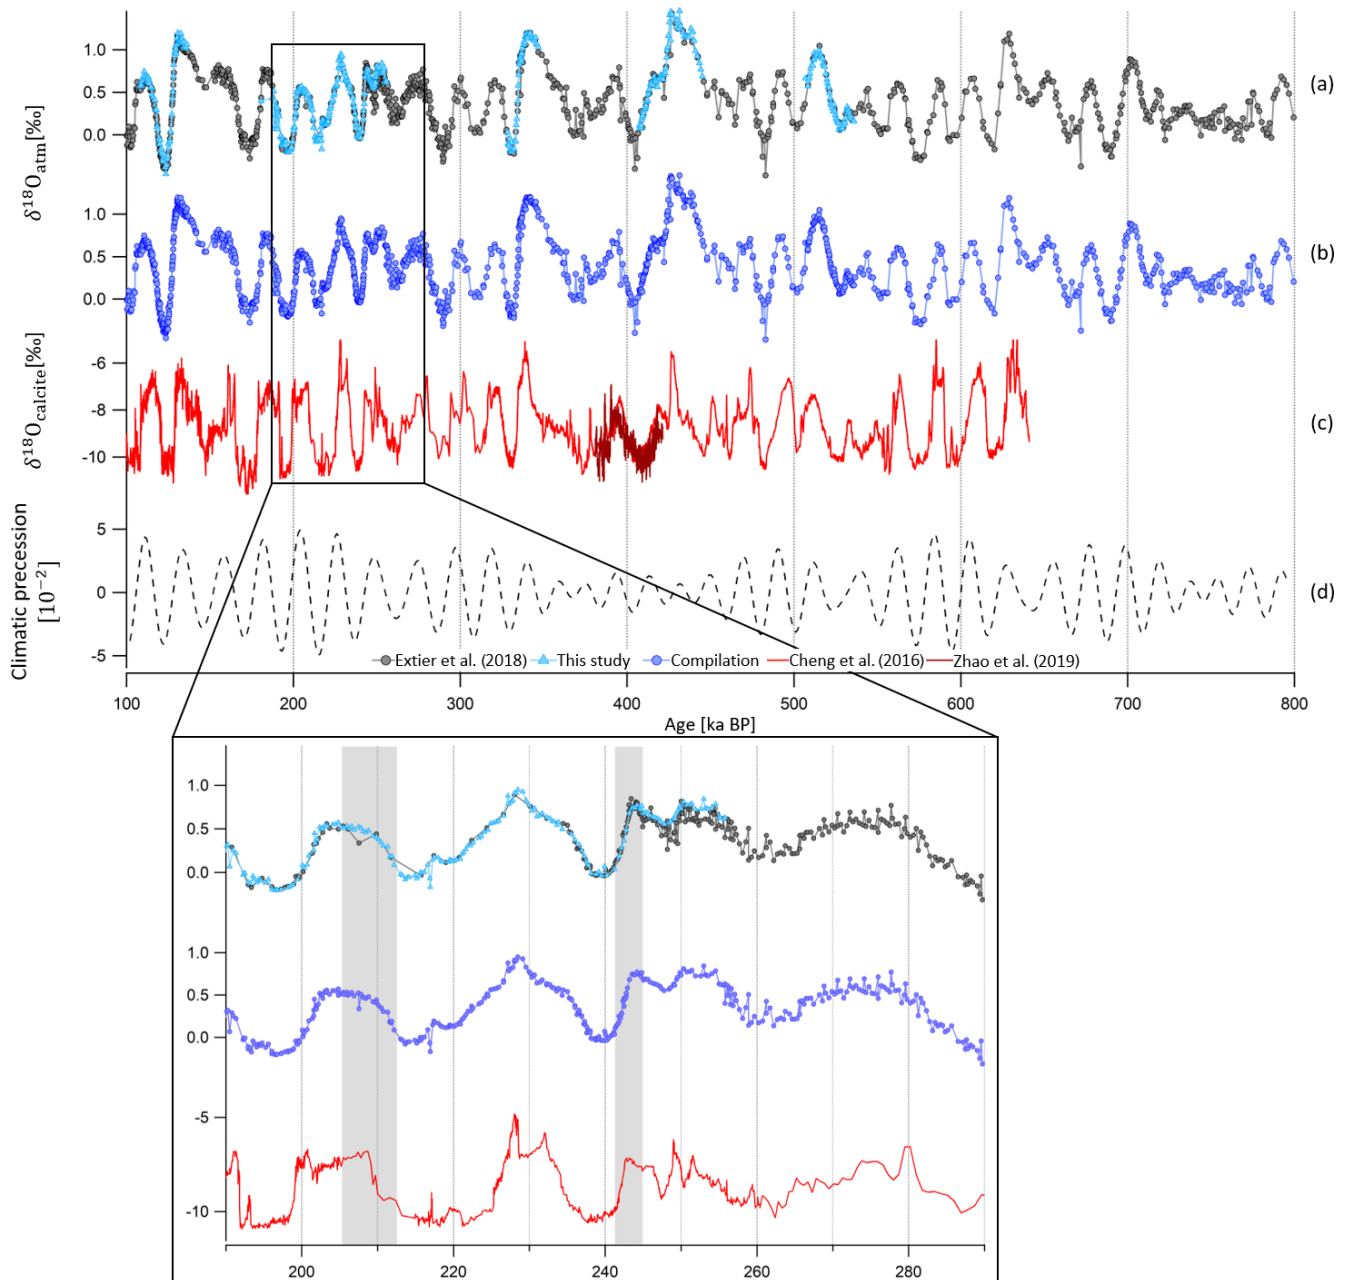 1.0
0.5
0.0
δ¹⁸Oatm[‰]
(a)
1.0
0.5
0.0
(b)
-6
-8
-10
δ¹⁸Ocalcite[‰]
(c)
5
0
-5
Climatic precession
[10⁻²]
(d)
Extier et al. (2018) This study Compilation Cheng et al. (2016) Zhao et al. (2019)
100 200 300 400 500 600 700 800
Age [ka BP]
1.0
0.5
0.0
1.0
0.5
0.0
-5
-10
200 220 240 260 280